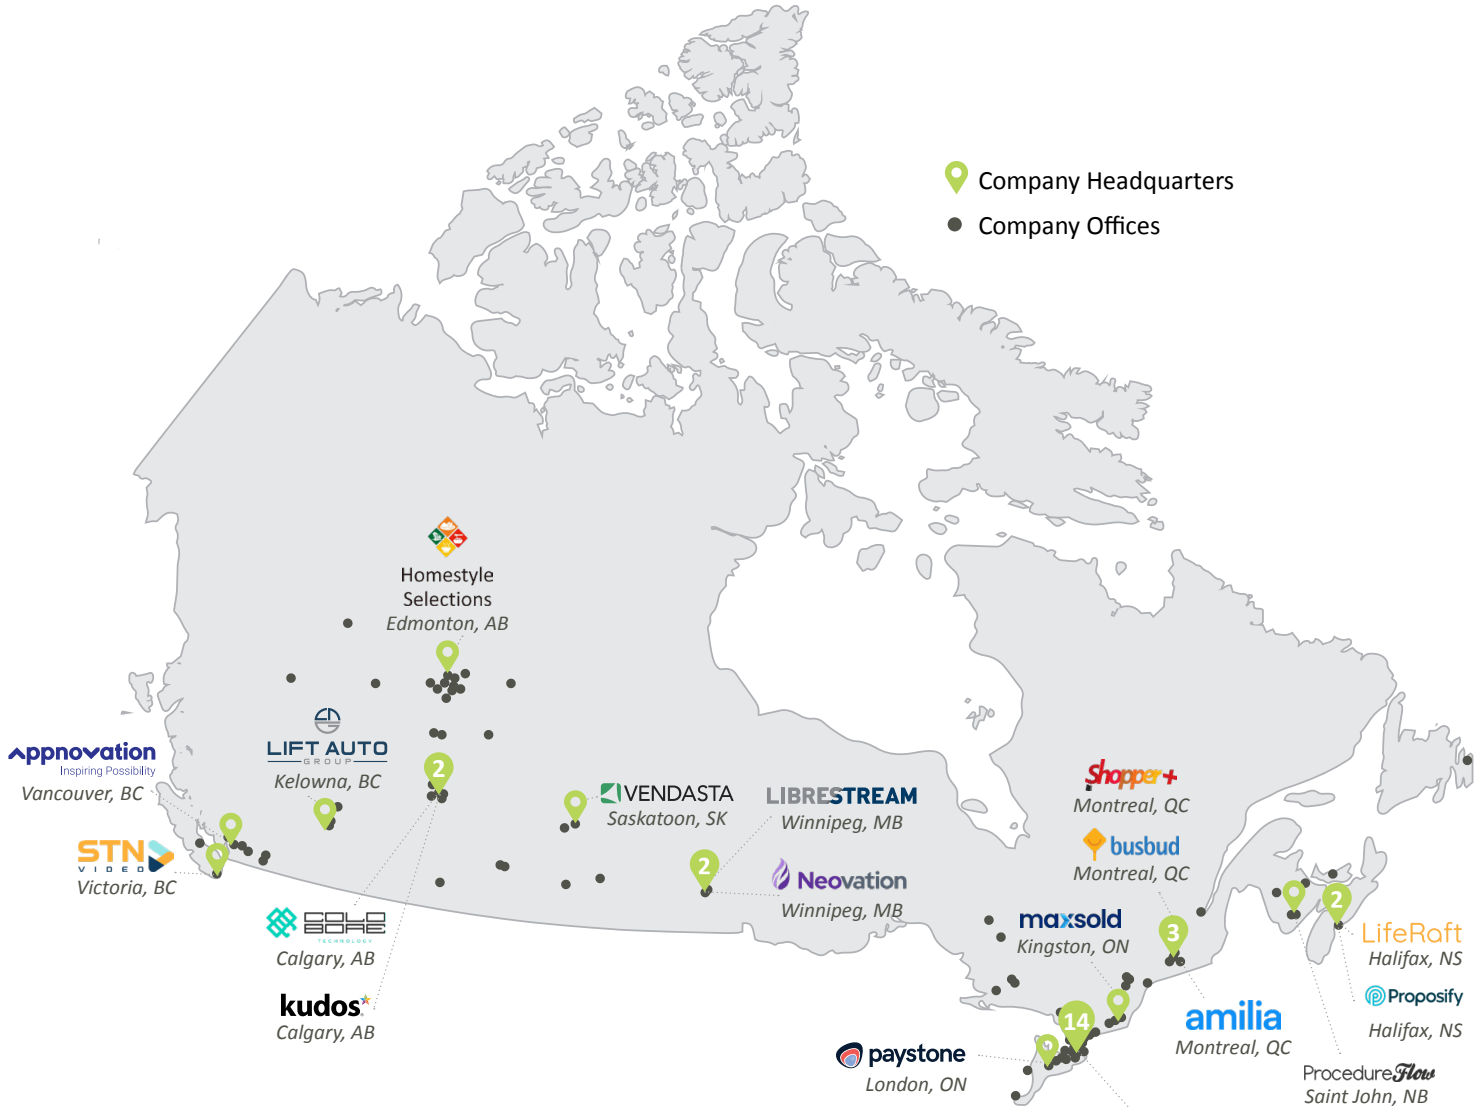 Company Headquarters
Company Offices
Homestyle
Selections
Edmonton, AB
LIFT AUTO
GROUP
Kelowna, BC
Appnovation
Inspiring Possibility
Vancouver, BC
STN
VIDEO
Victoria, BC
2
COLD
BORE
TECHNOLOGY
Calgary, AB
kudos
Calgary, AB
VENDASTA
Saskatoon, SK
LIBRESTREAM
Winnipeg, MB
2
Neovation
Winnipeg, MB
Shopper+
Montreal, QC
busbud
Montreal, QC
maxsold
Kingston, ON
3
amilia
Montreal, QC
14
paystone
London, ON
2
LifeRaft
Halifax, NS
Proposify
Halifax, NS
ProcedureFlow
Saint John, NB